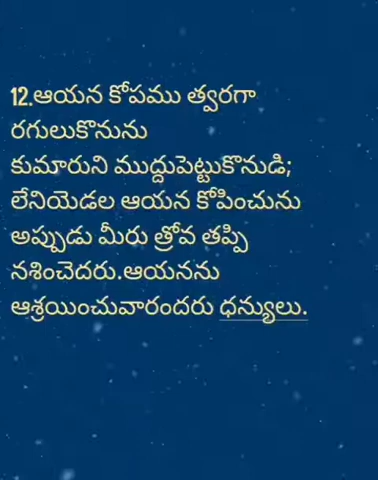 12.ఆయన కోపము త్వరగా
రగులుకొనును
కుమారుని ముద్దుపెట్టుకొనుడి;
లేనియెడల ఆయన కోపించును
అప్పుడు మీరు త్రోవ తప్పి
నశించెదరు.ఆయనను
ఆశ్రయించువారందరు ధన్యులు.